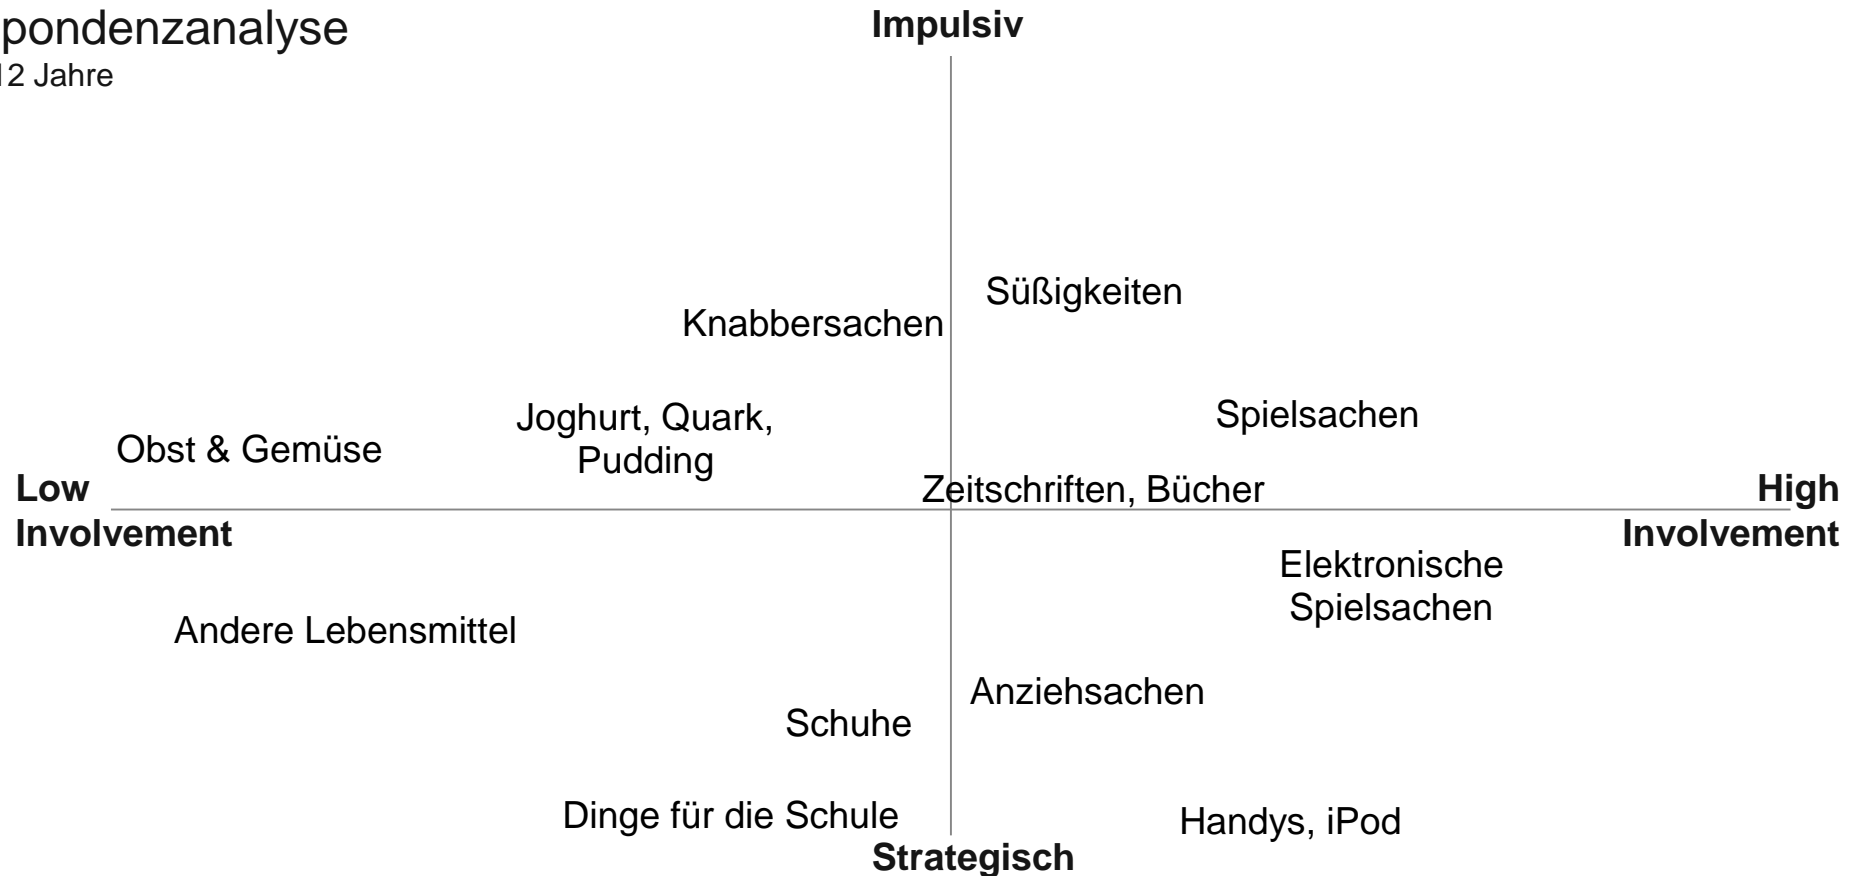 pondenzanalyse
12 Jahre
Impulsiv
Süßigkeiten
Knabbersachen
Joghurt, Quark,
Pudding
Spielsachen
Obst & Gemüse
Zeitschriften, Bücher
Low
Involvement
High
Involvement
Elektronische
Spielsachen
Andere Lebensmittel
Anziehsachen
Schuhe
Dinge für die Schule
Handys, iPod
Strategisch